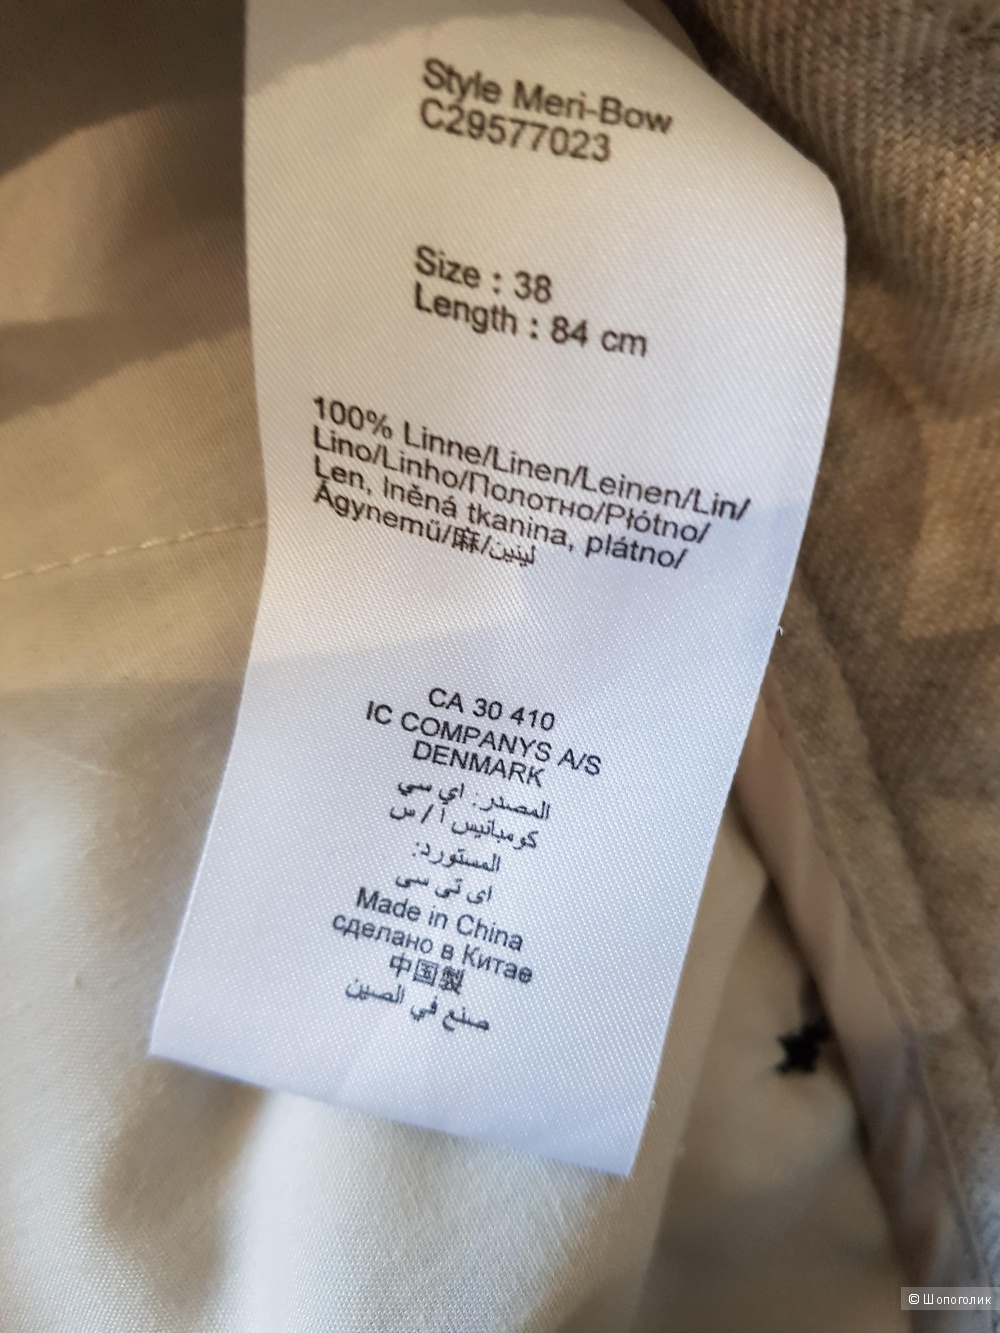 Style Meri-Bow
C29577023
Size : 38
Length : 84 cm
100% Linne/Linen/Leinen/Lin/
Lino/Linho/Полотно/Płótno/
Len, lněná tkanina, plátno/
Ágynemű/麻/لينين
CA 30 410
IC COMPANYS A/S
DENMARK
المصدر: اي سي
كومبانيس أ / س
المستورد:
اى تى سى
Made in China
сделано в Китае
中国製
صنع في الصين
© Шопоголик